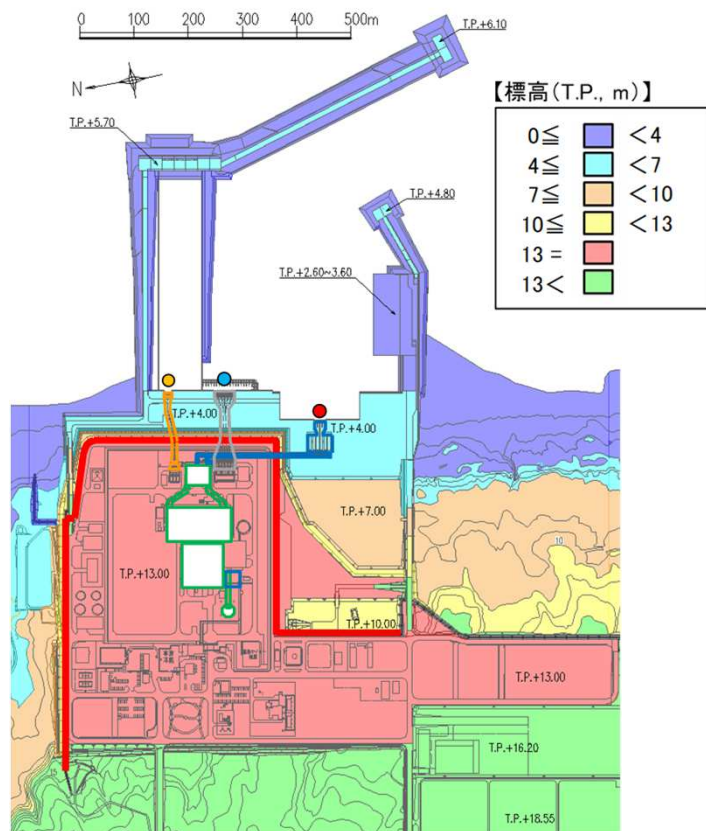 0 100 200 300 400 500m
T.P.+6.10
N
【標高(T.P., m)】
T.P.+5.70
0≦ <4
4≦ <7
7≦ <10
10≦ <13
13 =
13<
T.P.+4.80
T.P.+2.60~3.60
T.P.+4.00
T.P.+4.00
T.P.+7.00
10
T.P.+13.00
T.P.+10.00
T.P.+13.00
T.P.+16.20
T.P.+18.55